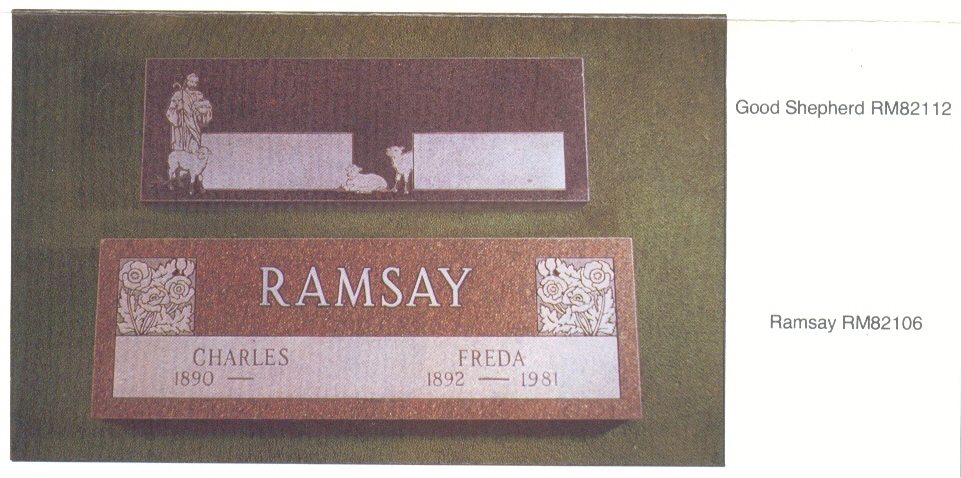 Good Shepherd RM82112
RAMSAY
CHARLES
1890 —
FREDA
1892 — 1981
Ramsay RM82106